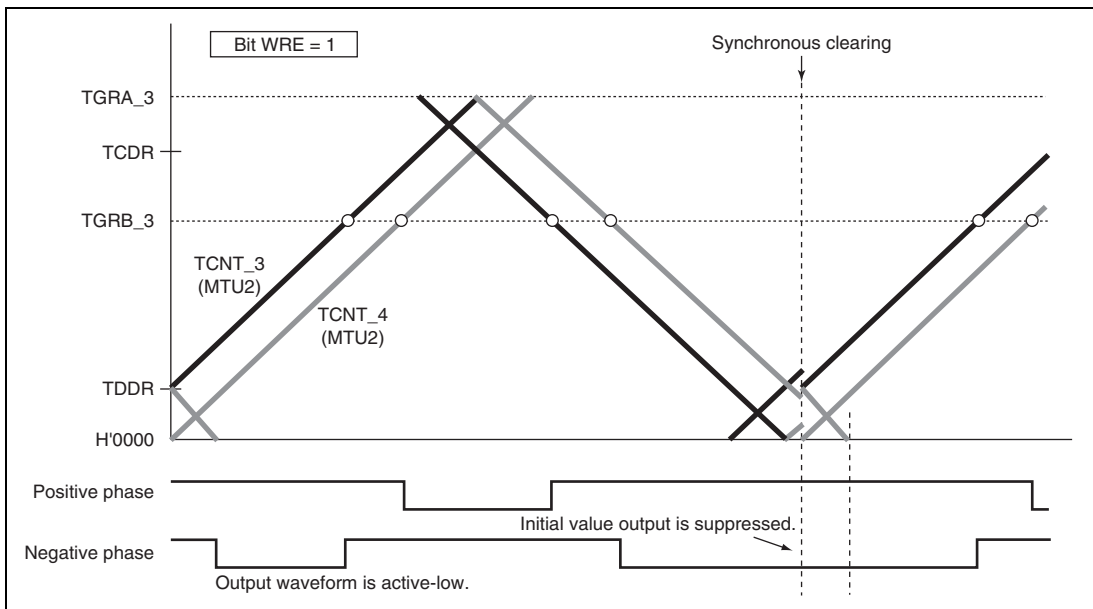 Bit WRE = 1
Synchronous clearing
TGRA_3
TCDR
TGRB_3
TCNT_3
(MTU2)
TCNT_4
(MTU2)
TDDR
H'0000
Positive phase
Initial value output is suppressed.
Negative phase
Output waveform is active-low.